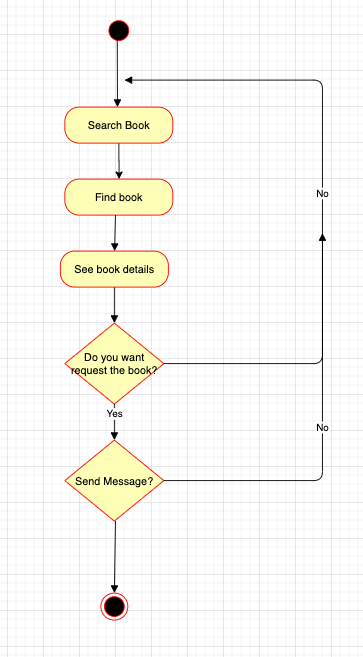 Search Book
No
Find book
See book details
Do you want
request the book?
Yes
No
Send Message?